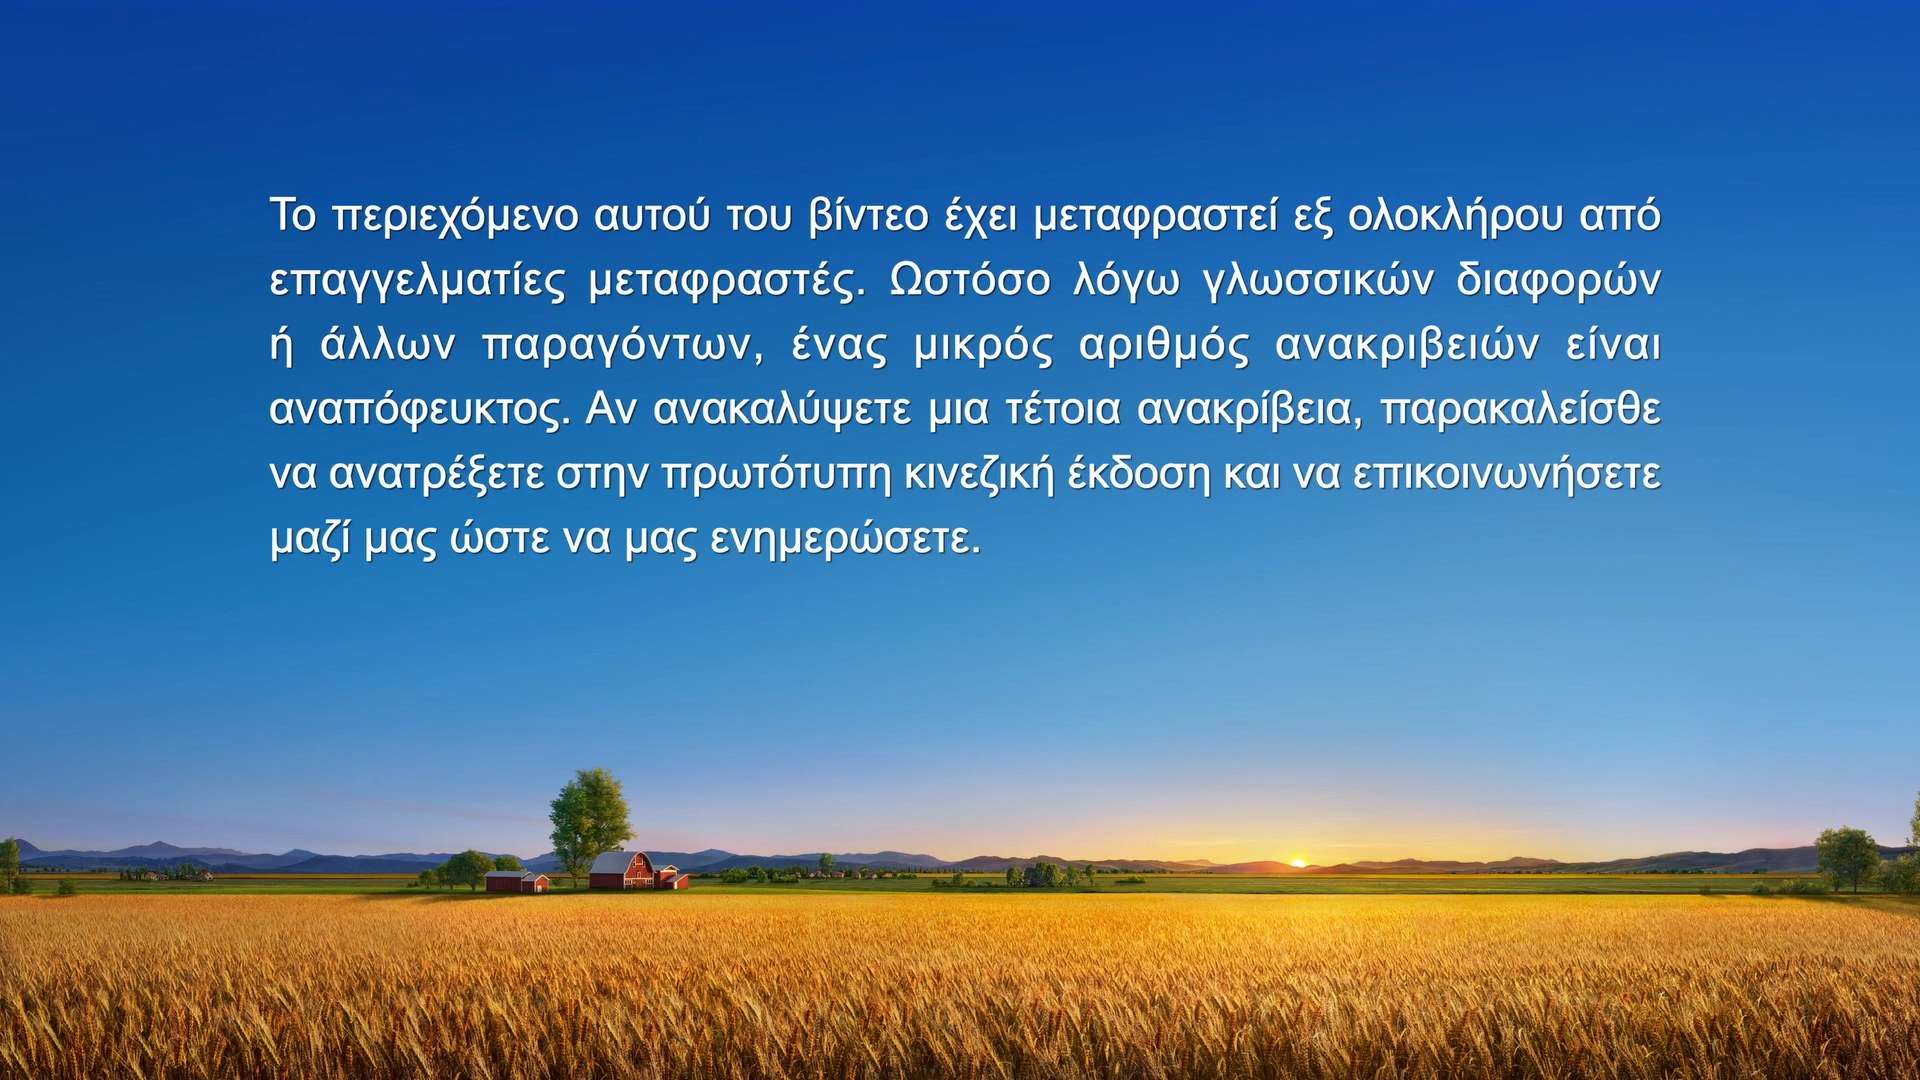 Το περιεχόμενο αυτού του βίντεο έχει μεταφραστεί εξ ολοκλήρου από
επαγγελματίες μεταφραστές. Ωστόσο λόγω γλωσσικών διαφορών
ή άλλων παραγόντων, ένας μικρός αριθμός ανακριβειών είναι
αναπόφευκτος. Αν ανακαλύψετε μια τέτοια ανακρίβεια, παρακαλείσθε
να ανατρέξετε στην πρωτότυπη κινεζική έκδοση και να επικοινωνήσετε
μαζί μας ώστε να μας ενημερώσετε.